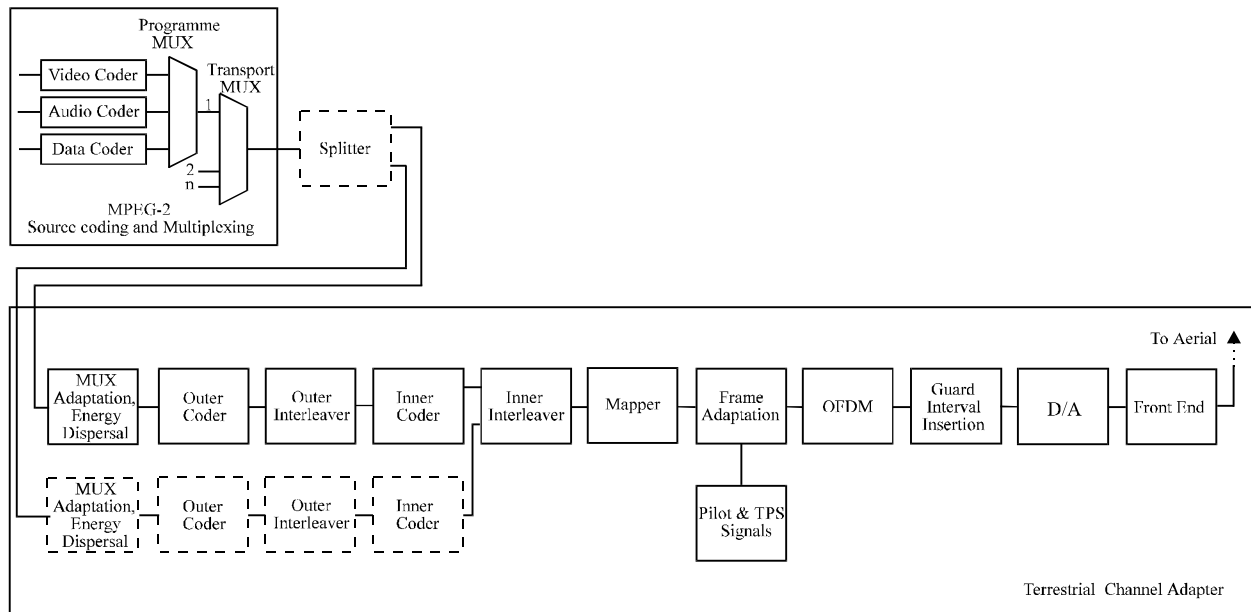 Programme
MUX
Video Coder
Transport
MUX
Audio Coder
1
Data Coder
Splitter
2
n
MPEG-2
Source coding and Multiplexing
To Aerial
MUX
Adaptation,
Energy
Dispersal
Outer
Coder
Outer
Interleaver
Inner
Coder
Inner
Interleaver
Mapper
Frame
Adaptation
OFDM
Guard
Interval
Insertion
D/A
Front End
MUX
Adaptation,
Energy
Dispersal
Outer
Coder
Outer
Interleaver
Inner
Coder
Pilot & TPS
Signals
Terrestrial Channel Adapter